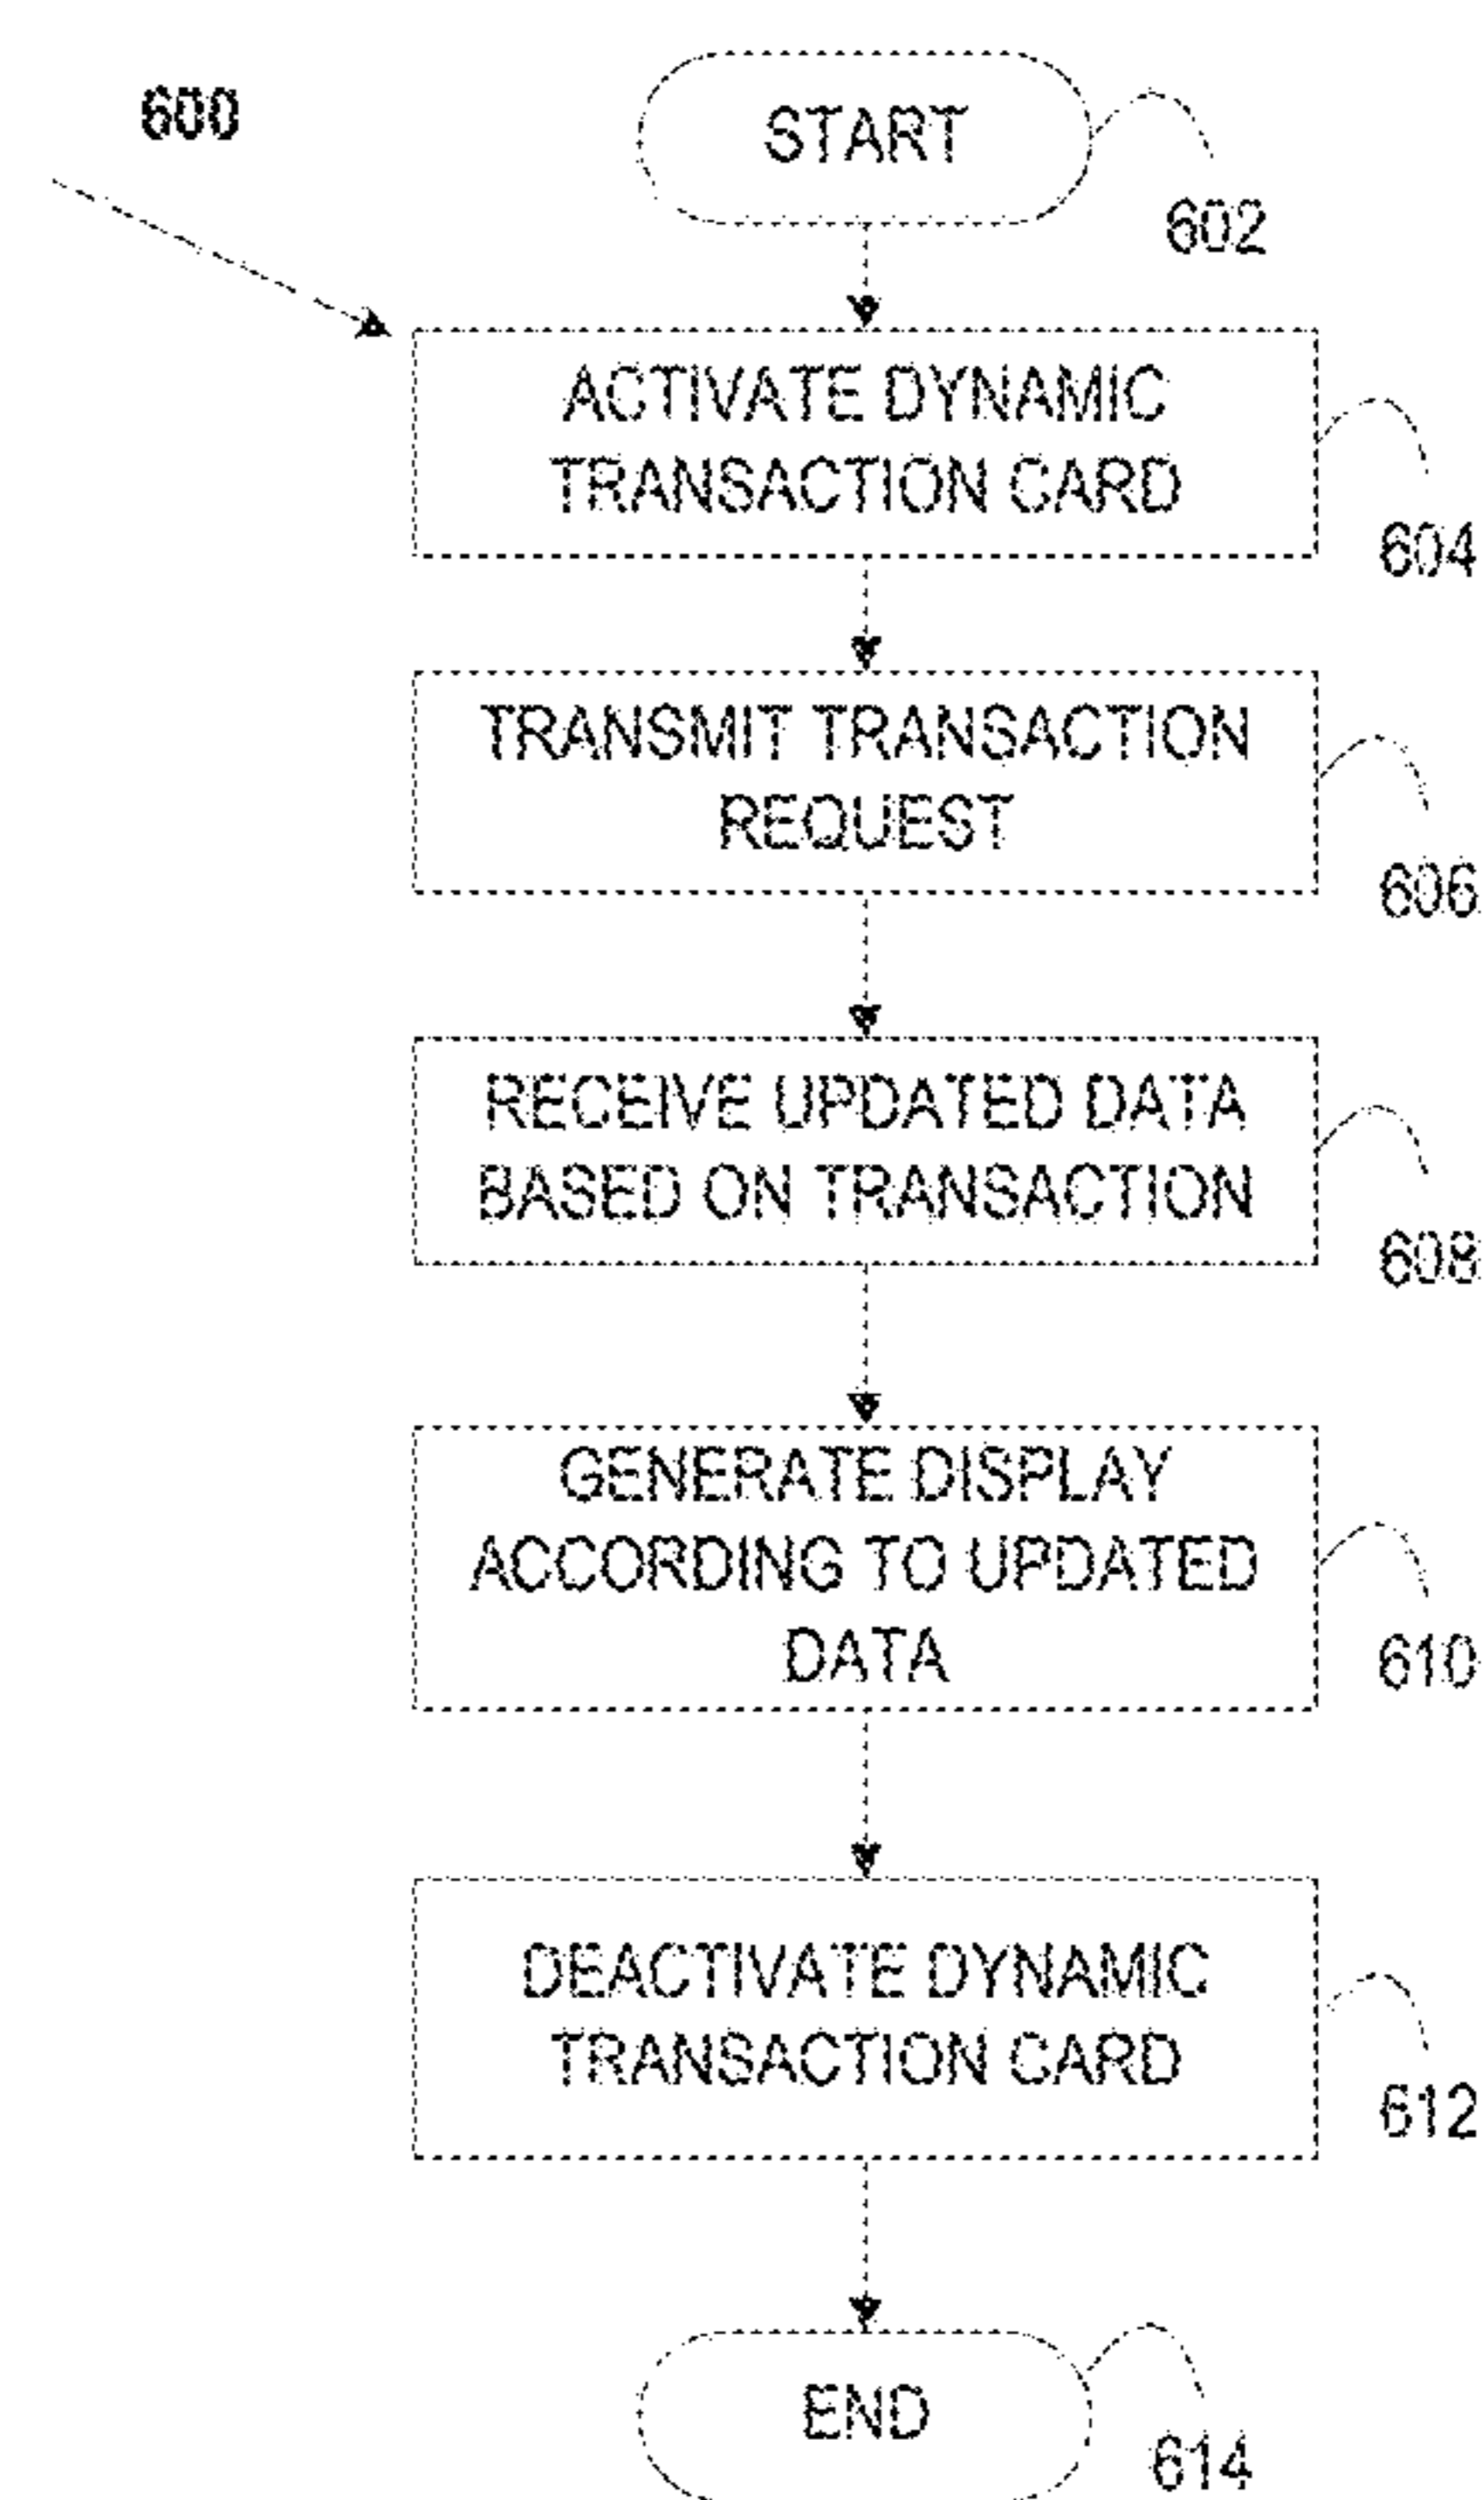 600
START
602
ACTIVATE DYNAMIC
TRANSACTION CARD
604
TRANSMIT TRANSACTION
REQUEST
606
RECEIVE UPDATED DATA
BASED ON TRANSACTION
608
GENERATE DISPLAY
ACCORDING TO UPDATED
DATA
610
DEACTIVATE DYNAMIC
TRANSACTION CARD
612
END
614